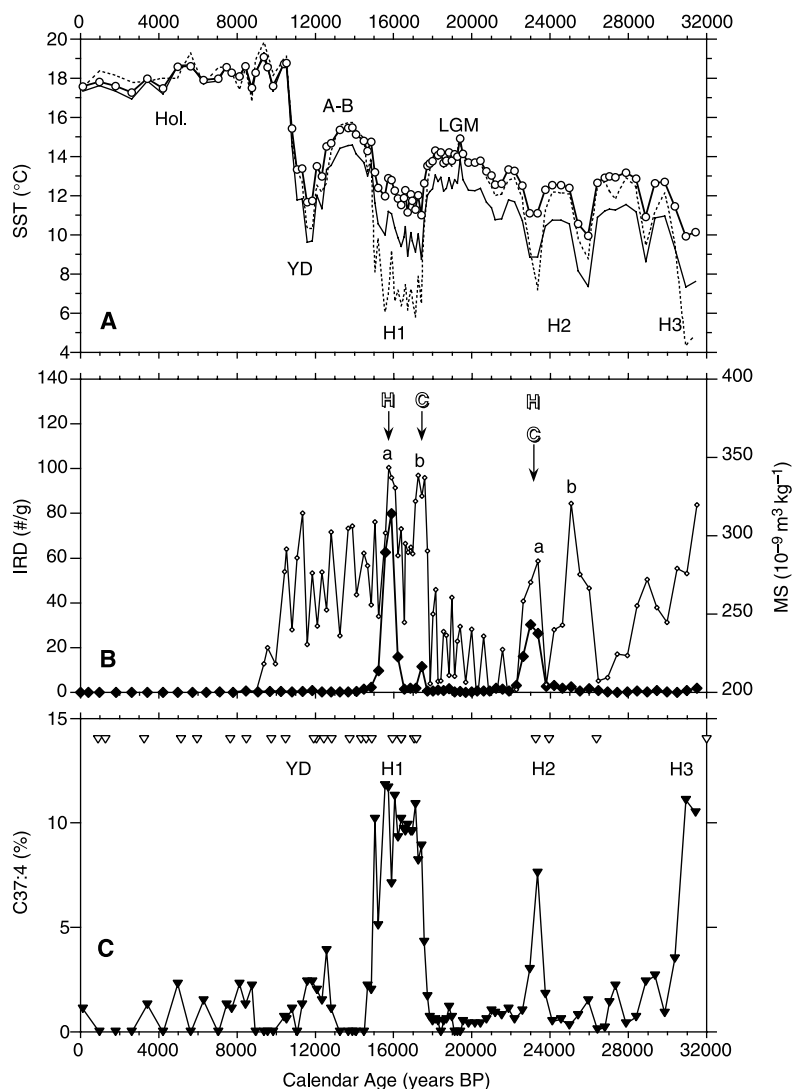 0 4000 8000 12000 16000 20000 24000 28000 32000
20
18
16
14
12
10
8
6
4
SST (°C)
Hol.
A-B
LGM
YD
H1
H2
H3
A
140
120
100
80
60
40
20
0
IRD (#/g)
400
350
300
250
200
MS (10⁻⁹ m³ kg⁻¹)
H C H
C
a b a b
B
15
10
5
0
C37:4 (%)
YD H1 H2 H3
C
0 4000 8000 12000 16000 20000 24000 28000 32000
Calendar Age (years BP)